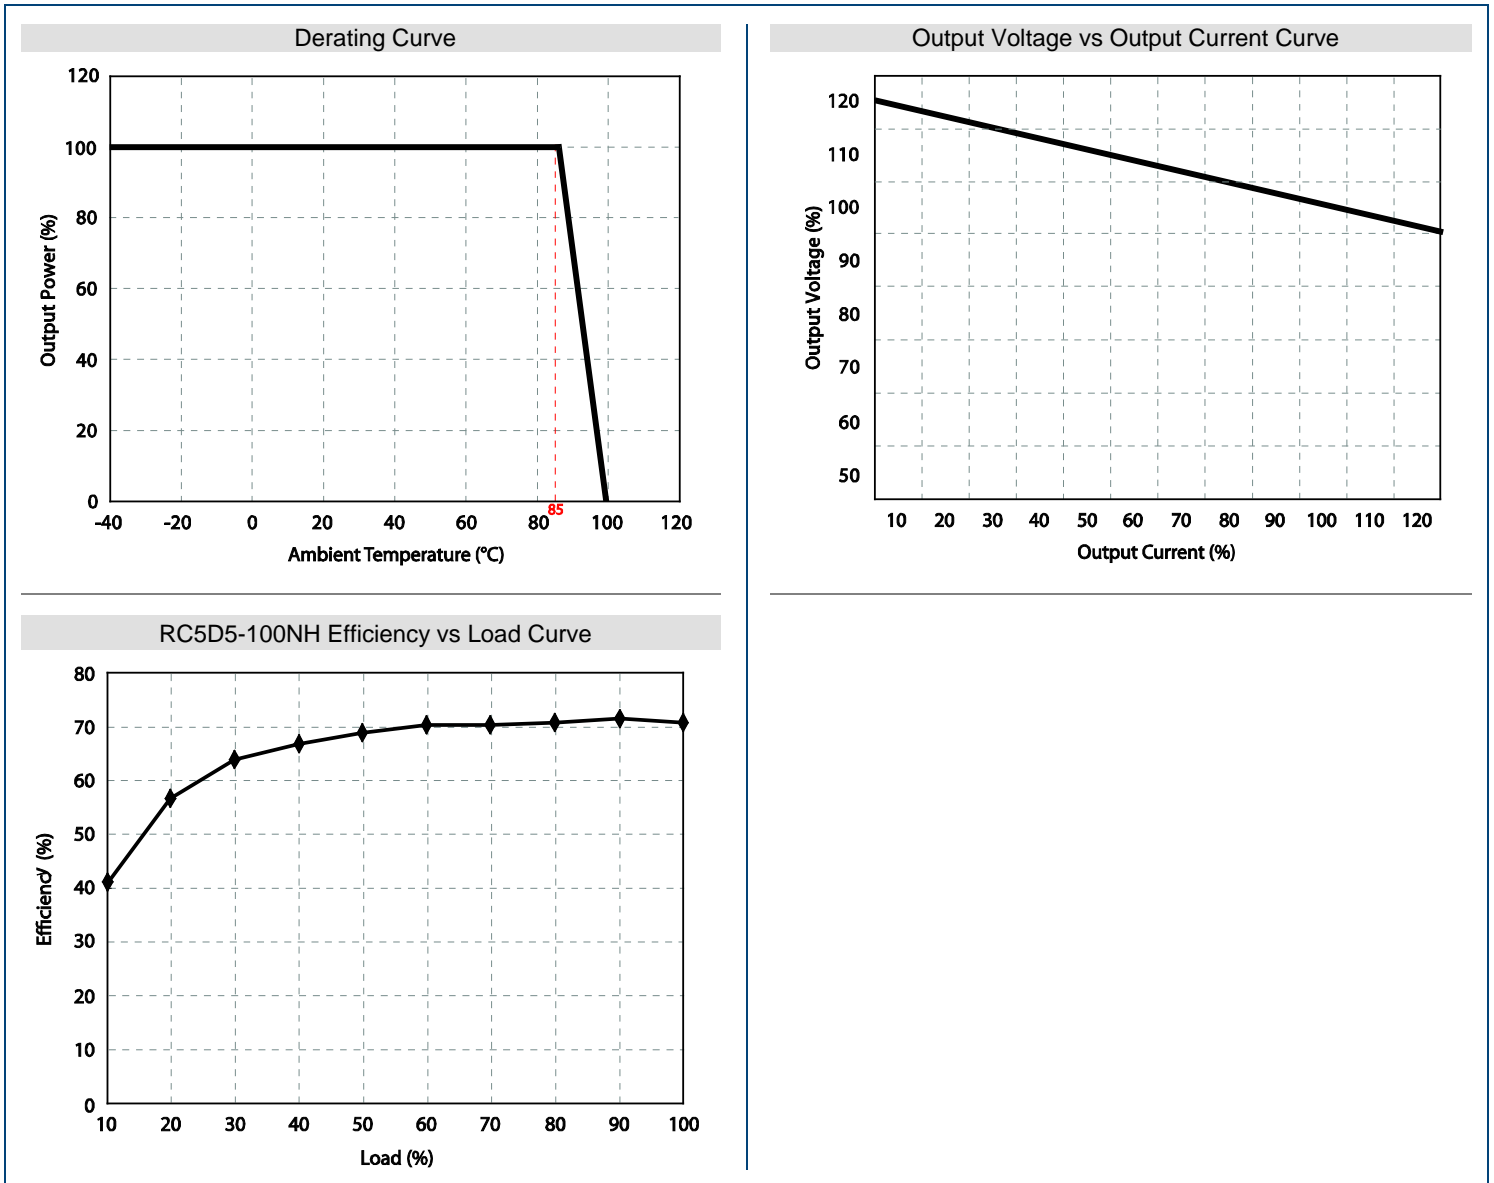 Derating Curve
120
100
80
60
40
20
0
Output Power (%)
-40 -20 0 20 40 60 80 85 100 120
Ambient Temperature (°C)
Output Voltage vs Output Current Curve
120
110
100
90
80
70
60
50
Output Voltage (%)
10 20 30 40 50 60 70 80 90 100 110 120
Output Current (%)
RC5D5-100NH Efficiency vs Load Curve
80
70
60
50
40
30
20
10
0
Efficiency (%)
10 20 30 40 50 60 70 80 90 100
Load (%)